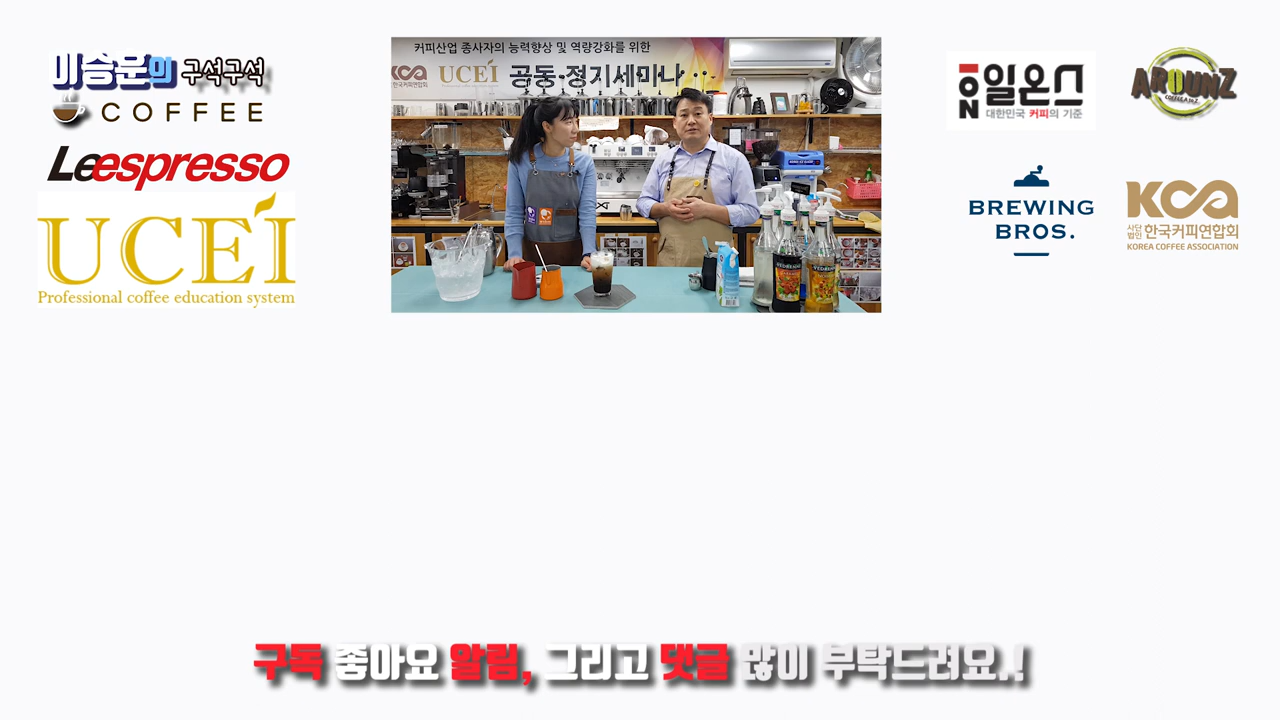 이승훈의 구석구석
COFFEE
Leespresso
UCEI
Professional coffee education system
커피산업 종사자의 능력향상 및 역량강화를 위한
KCA 한국커피연합회
UCEI
공동·정기세미나
ION 일온스
대한민국 커피의 기준
AROUNZ
COFFEE A to Z
BREWING
BROS.
KCA
사단법인 한국커피연합회
KOREA COFFEE ASSOCIATION
구독 좋아요 알림, 그리고 댓글 많이 부탁드려요.!